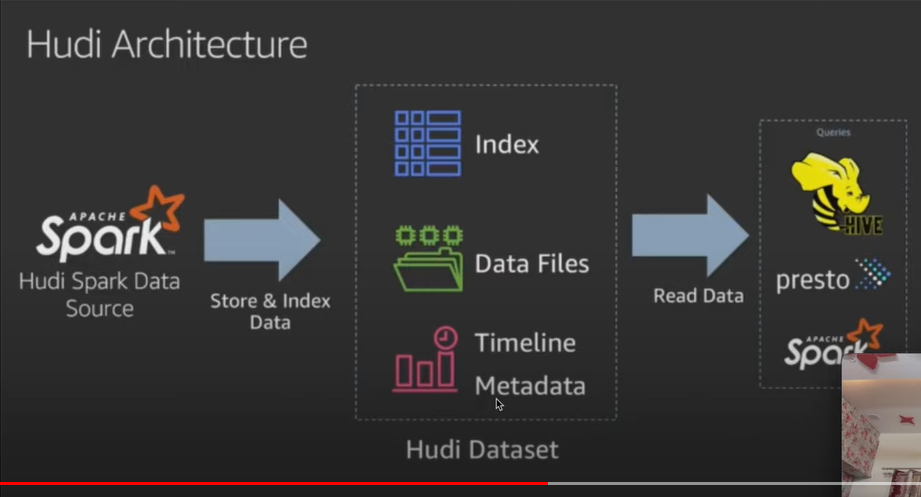 Hudi Architecture
APACHE
Spark™
Hudi Spark Data
Source
Store & Index
Data
Index
Data Files
Timeline
Metadata
Hudi Dataset
Read Data
Queries
HIVE
presto
APACHE
Spark